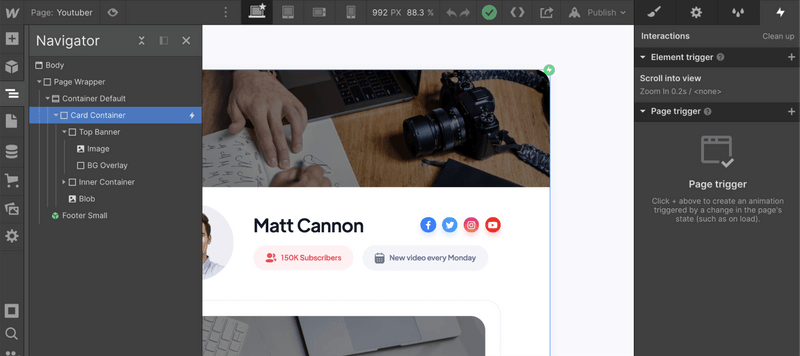 Page: Youtuber
992 PX 88.3 %
Publish
Navigator
Body
Page Wrapper
Container Default
Card Container
Top Banner
Image
BG Overlay
Inner Container
Blob
Footer Small
Matt Cannon
150K Subscribers
New video every Monday
Interactions Clean up
Element trigger
Scroll into view
Zoom In 0.2s / <none>
Page trigger
Page trigger
Click + above to create an animation
triggered by a change in the page's
state (such as on load).